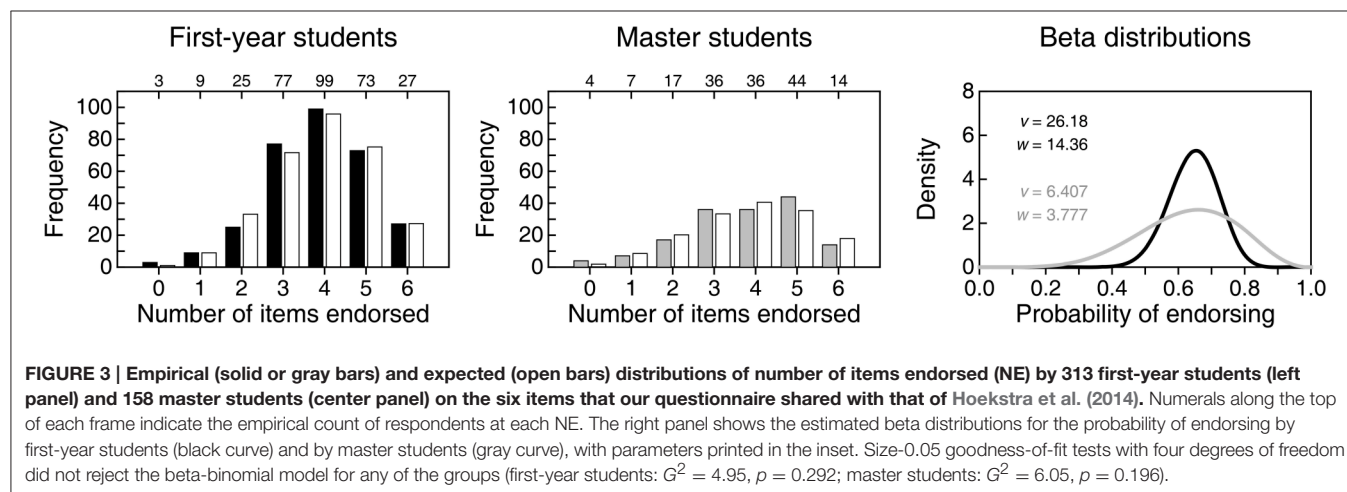 First-year students
3 9 25 77 99 73 27
100
80
60
40
20
0
Frequency
0 1 2 3 4 5 6
Number of items endorsed
Master students
4 7 17 36 36 44 14
100
80
60
40
20
0
Frequency
0 1 2 3 4 5 6
Number of items endorsed
Beta distributions
8
6
4
2
0
Density
v = 26.18
w = 14.36
v = 6.407
w = 3.777
0.0 0.2 0.4 0.6 0.8 1.0
Probability of endorsing
FIGURE 3 | Empirical (solid or gray bars) and expected (open bars) distributions of number of items endorsed (NE) by 313 first-year students (left
panel) and 158 master students (center panel) on the six items that our questionnaire shared with that of Hoekstra et al. (2014). Numerals along the top
of each frame indicate the empirical count of respondents at each NE. The right panel shows the estimated beta distributions for the probability of endorsing by
first-year students (black curve) and by master students (gray curve), with parameters printed in the inset. Size-0.05 goodness-of-fit tests with four degrees of freedom
did not reject the beta-binomial model for any of the groups (first-year students: G² = 4.95, p = 0.292; master students: G² = 6.05, p = 0.196).